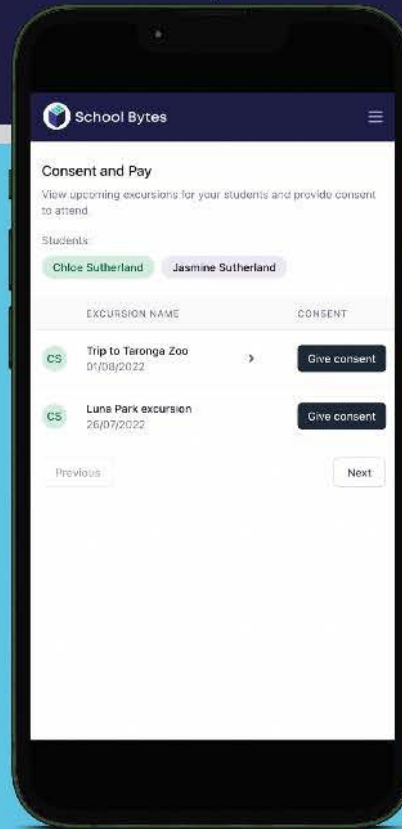 School Bytes
Consent and Pay
View upcoming excursions for your students and provide consent
to attend.
Students:
Chloe Sutherland Jasmine Sutherland
EXCURSION NAME CONSENT
CS Trip to Taronga Zoo > Give consent
01/08/2022
CS Luna Park excursion Give consent
26/07/2022
Previous Next